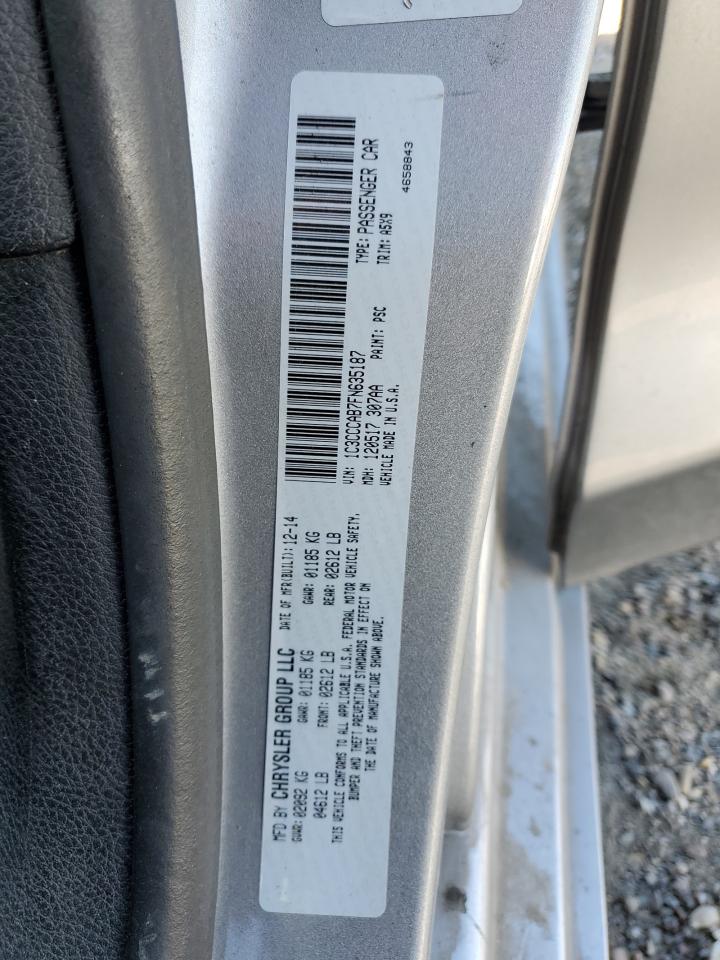 MFD BY CHRYSLER GROUP LLC DATE OF MFR(BUILT): 12-14
GVWR: 02092 KG GAWR: 01185 KG GAWR: 01185 KG
04612 LB FRONT: 02612 LB REAR: 02612 LB
THIS VEHICLE CONFORMS TO ALL APPLICABLE U.S.A. FEDERAL MOTOR VEHICLE SAFETY,
BUMPER AND THEFT PREVENTION STANDARDS IN EFFECT ON
THE DATE OF MANUFACTURE SHOWN ABOVE.
VIN: 1C3CCCAB7FN635187 TYPE: PASSENGER CAR
MDH: 120517 307AA PAINT: PSC TRIM: A5X9
VEHICLE MADE IN U.S.A. 4658843